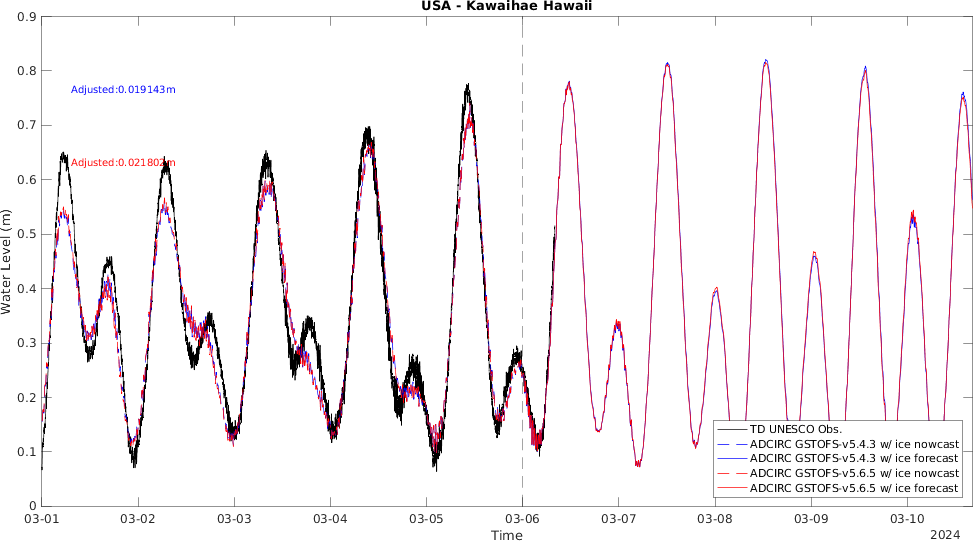 USA - Kawaihae Hawaii
0.9
0.8
0.7
0.6
0.5
0.4
0.3
0.2
0.1
0
Water Level (m)
Adjusted:0.019143m
Adjusted:0.021802m
TD UNESCO Obs.
ADCIRC GSTOFS-v5.4.3 w/ ice nowcast
ADCIRC GSTOFS-v5.4.3 w/ ice forecast
ADCIRC GSTOFS-v5.6.5 w/ ice nowcast
ADCIRC GSTOFS-v5.6.5 w/ ice forecast
03-01 03-02 03-03 03-04 03-05 03-06 03-07 03-08 03-09 03-10
Time
2024